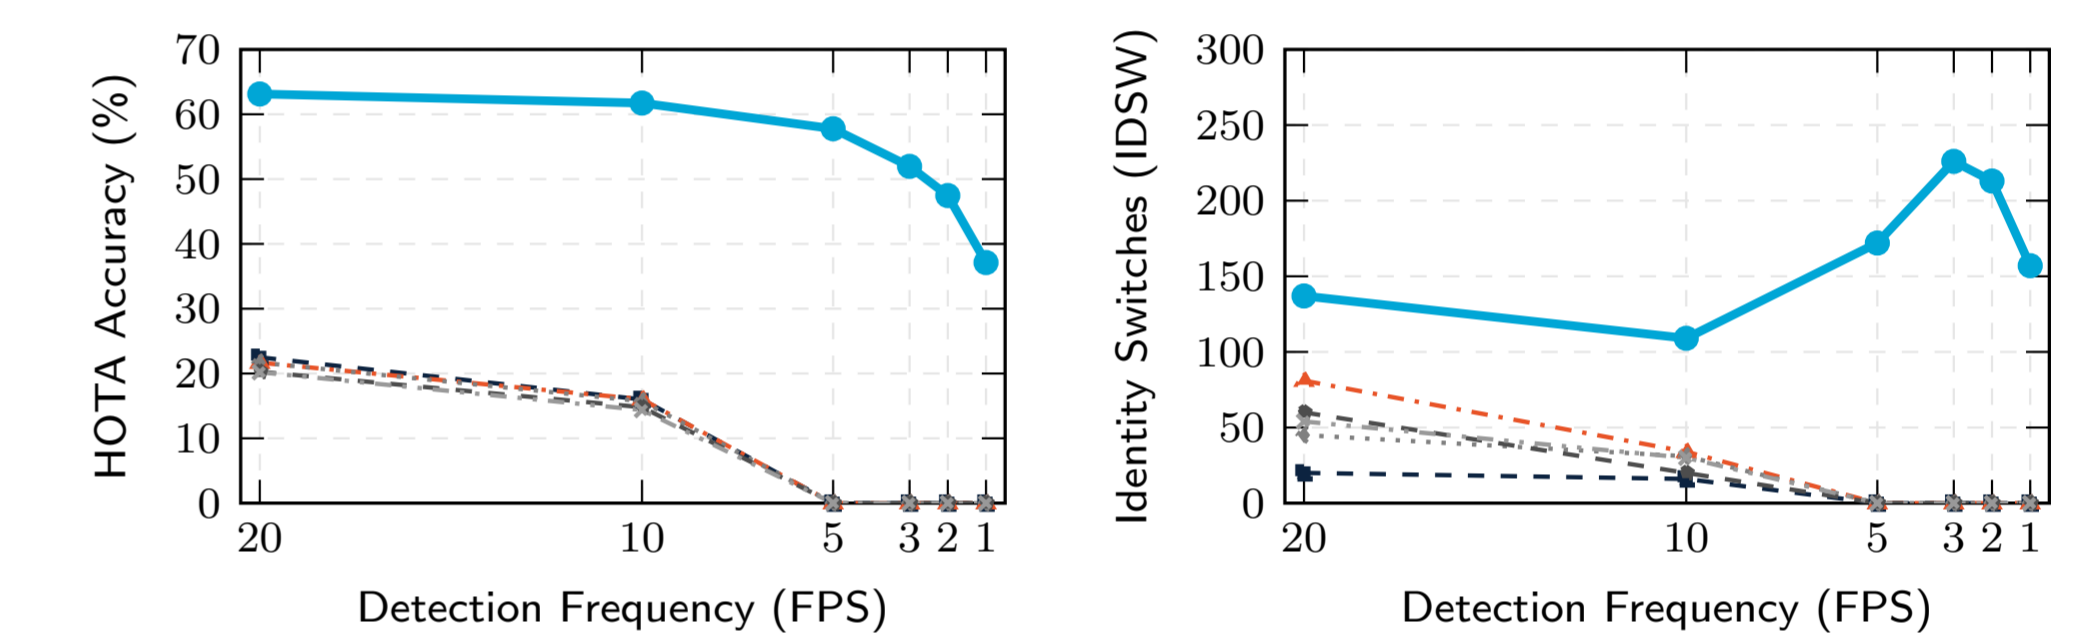 HOTA Accuracy (%)
70
60
50
40
30
20
10
0
20 10 5 3 2 1
Detection Frequency (FPS)
Identity Switches (IDSW)
300
250
200
150
100
50
0
20 10 5 3 2 1
Detection Frequency (FPS)